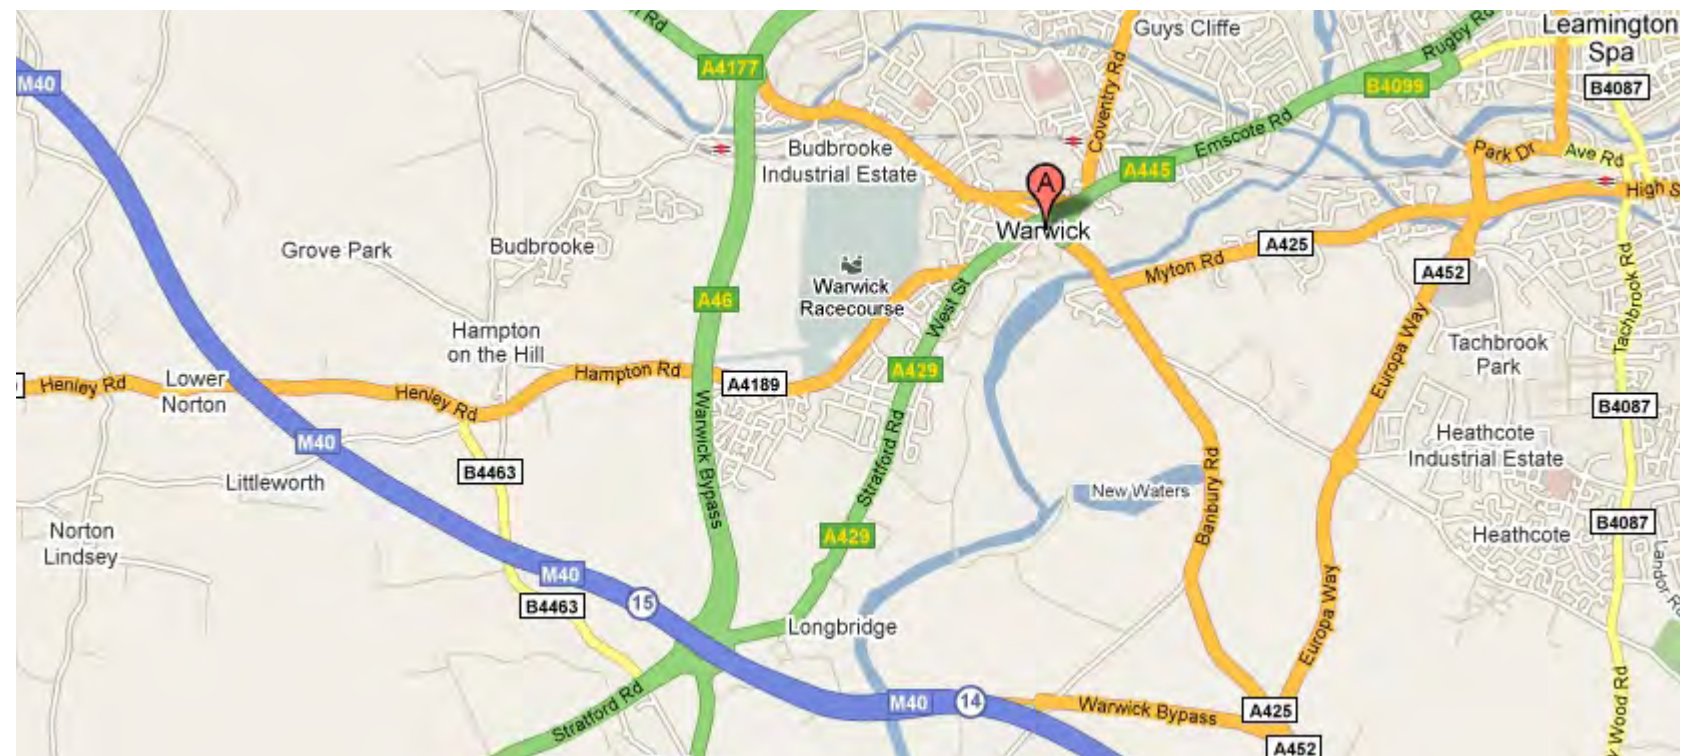 n Rd
Guys Cliffe
Leamington
Spa
Rugby Rd
A4177
M40
B4099
B4087
Coventry Rd
Emscote Rd
Budbrooke
Industrial Estate
A445
Park Dr
Ave Rd
A
High S
Warwick
Grove Park
Budbrooke
A425
Myton Rd
A452
Tachbrook Rd
Warwick
Racecourse
A46
West St
Hampton
on the Hill
Europa Way
Tachbrook
Park
Henley Rd
Lower
Norton
Henley Rd
Hampton Rd
A4189
A429
B4087
M40
Warwick Bypass
Stratford Rd
Heathcote
Industrial Estate
Littleworth
B4463
Banbury Rd
New Waters
Norton
Lindsey
A429
B4087
Heathcote
M40
B4463
15
Landor R
Europa Way
Longbridge
Stratford Rd
M40
14
Warwick Bypass
A425
Wood Rd
A452